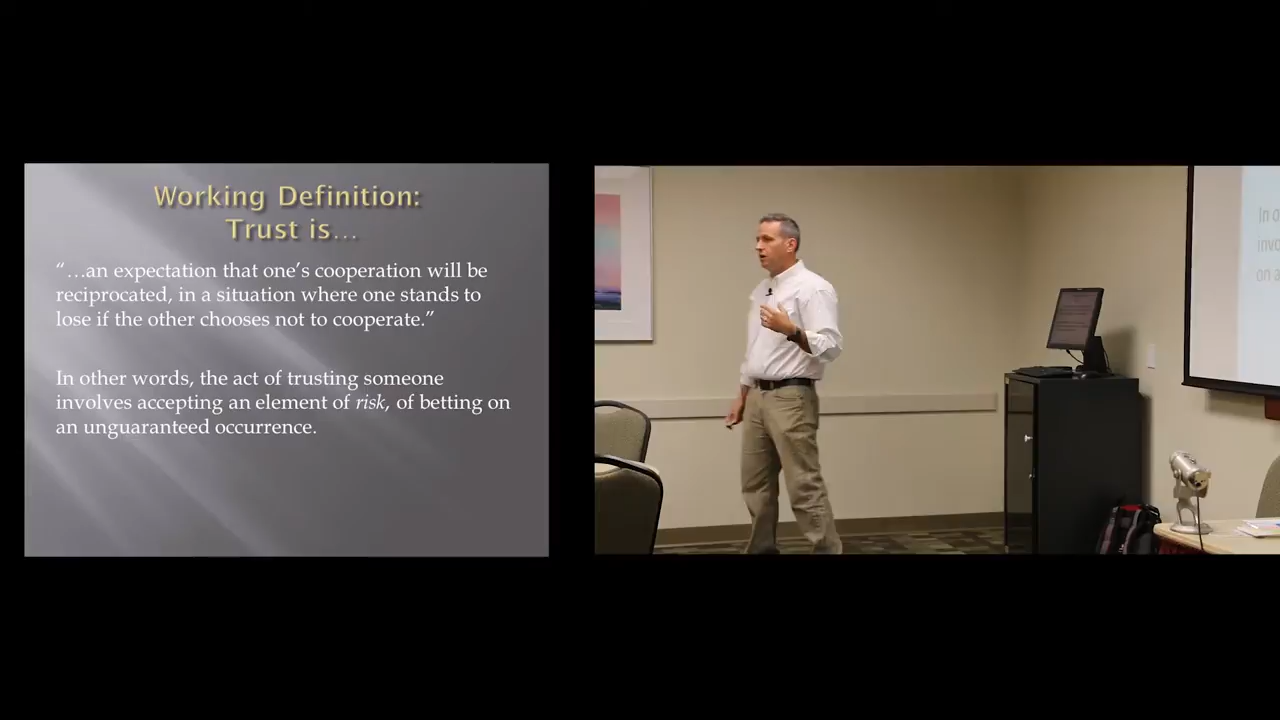 Working Definition:
Trust is…
“…an expectation that one’s cooperation will be
reciprocated, in a situation where one stands to
lose if the other chooses not to cooperate.”
In other words, the act of trusting someone
involves accepting an element of risk, of betting on
an unguaranteed occurrence.